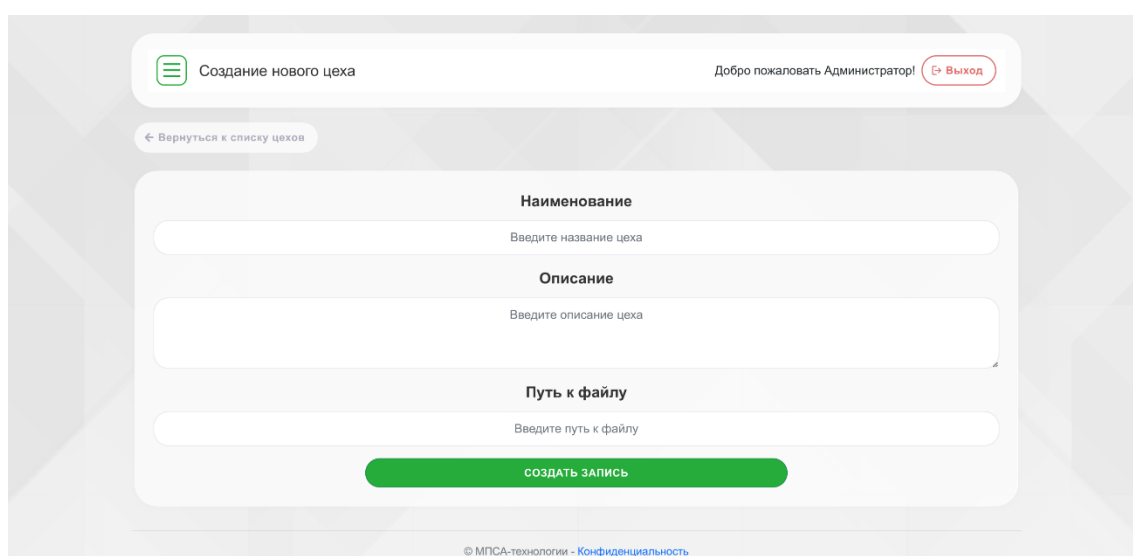 Создание нового цеха
Добро пожаловать Администратор! Выход
Вернуться к списку цехов
Наименование
Введите название цеха
Описание
Введите описание цеха
Путь к файлу
Введите путь к файлу
СОЗДАТЬ ЗАПИСЬ
© МПСА-технологии - Конфиденциальность